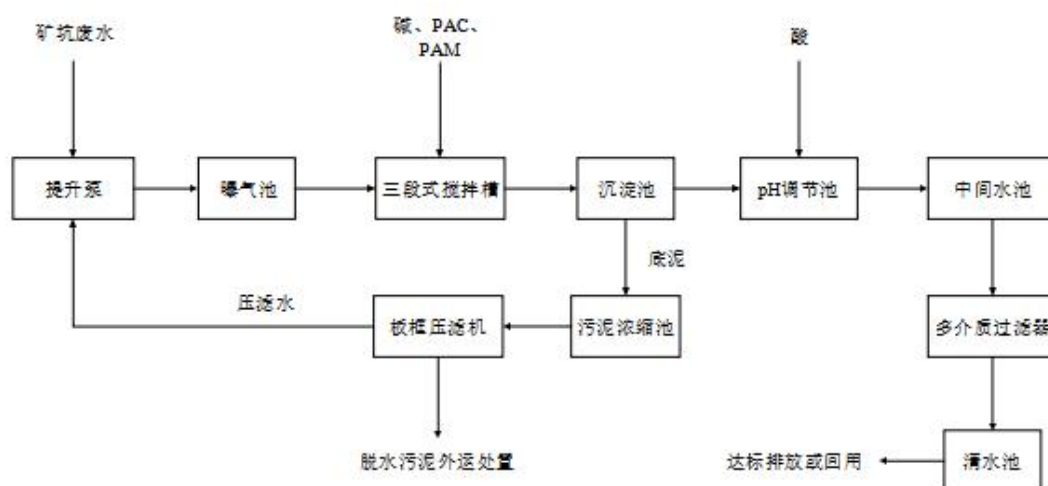 矿坑废水
碱、PAC、
PAM
酸
提升泵
曝气池
三段式搅拌槽
沉淀池
pH调节池
中间水池
底泥
压滤水
板框压滤机
污泥浓缩池
多介质过滤器
脱水污泥外运处置
达标排放或回用
清水池